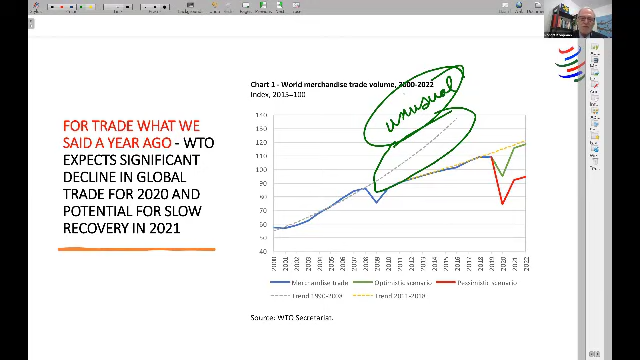 Chart 1 - World merchandise trade volume, 2000-2022
Index, 2015=100
unusual
FOR TRADE WHAT WE
SAID A YEAR AGO - WTO
EXPECTS SIGNIFICANT
DECLINE IN GLOBAL
TRADE FOR 2020 AND
POTENTIAL FOR SLOW
RECOVERY IN 2021
140
130
120
110
100
90
80
70
60
50
40
2000 2001 2002 2003 2004 2005 2006 2007 2008 2009 2010 2011 2012 2013 2014 2015 2016 2017 2018 2019 2020 2021 2022
Merchandise trade Optimistic scenario Pessimistic scenario
Trend 1990-2008 Trend 2011-2018
Source: WTO Secretariat.